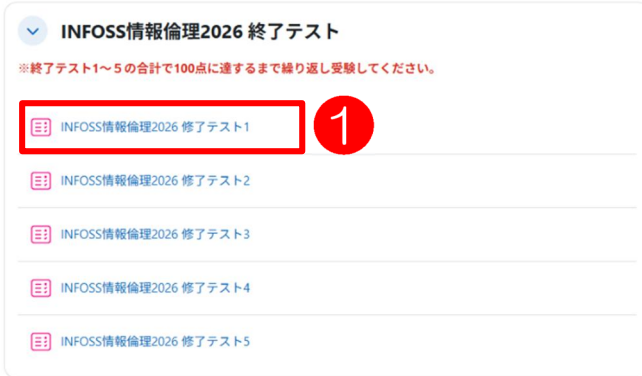 INFOSS情報倫理2026 終了テスト
※終了テスト1～５の合計で100点に達するまで繰り返し受験してください。
INFOSS情報倫理2026 修了テスト1
1
INFOSS情報倫理2026 修了テスト2
INFOSS情報倫理2026 修了テスト3
INFOSS情報倫理2026 修了テスト4
INFOSS情報倫理2026 修了テスト5